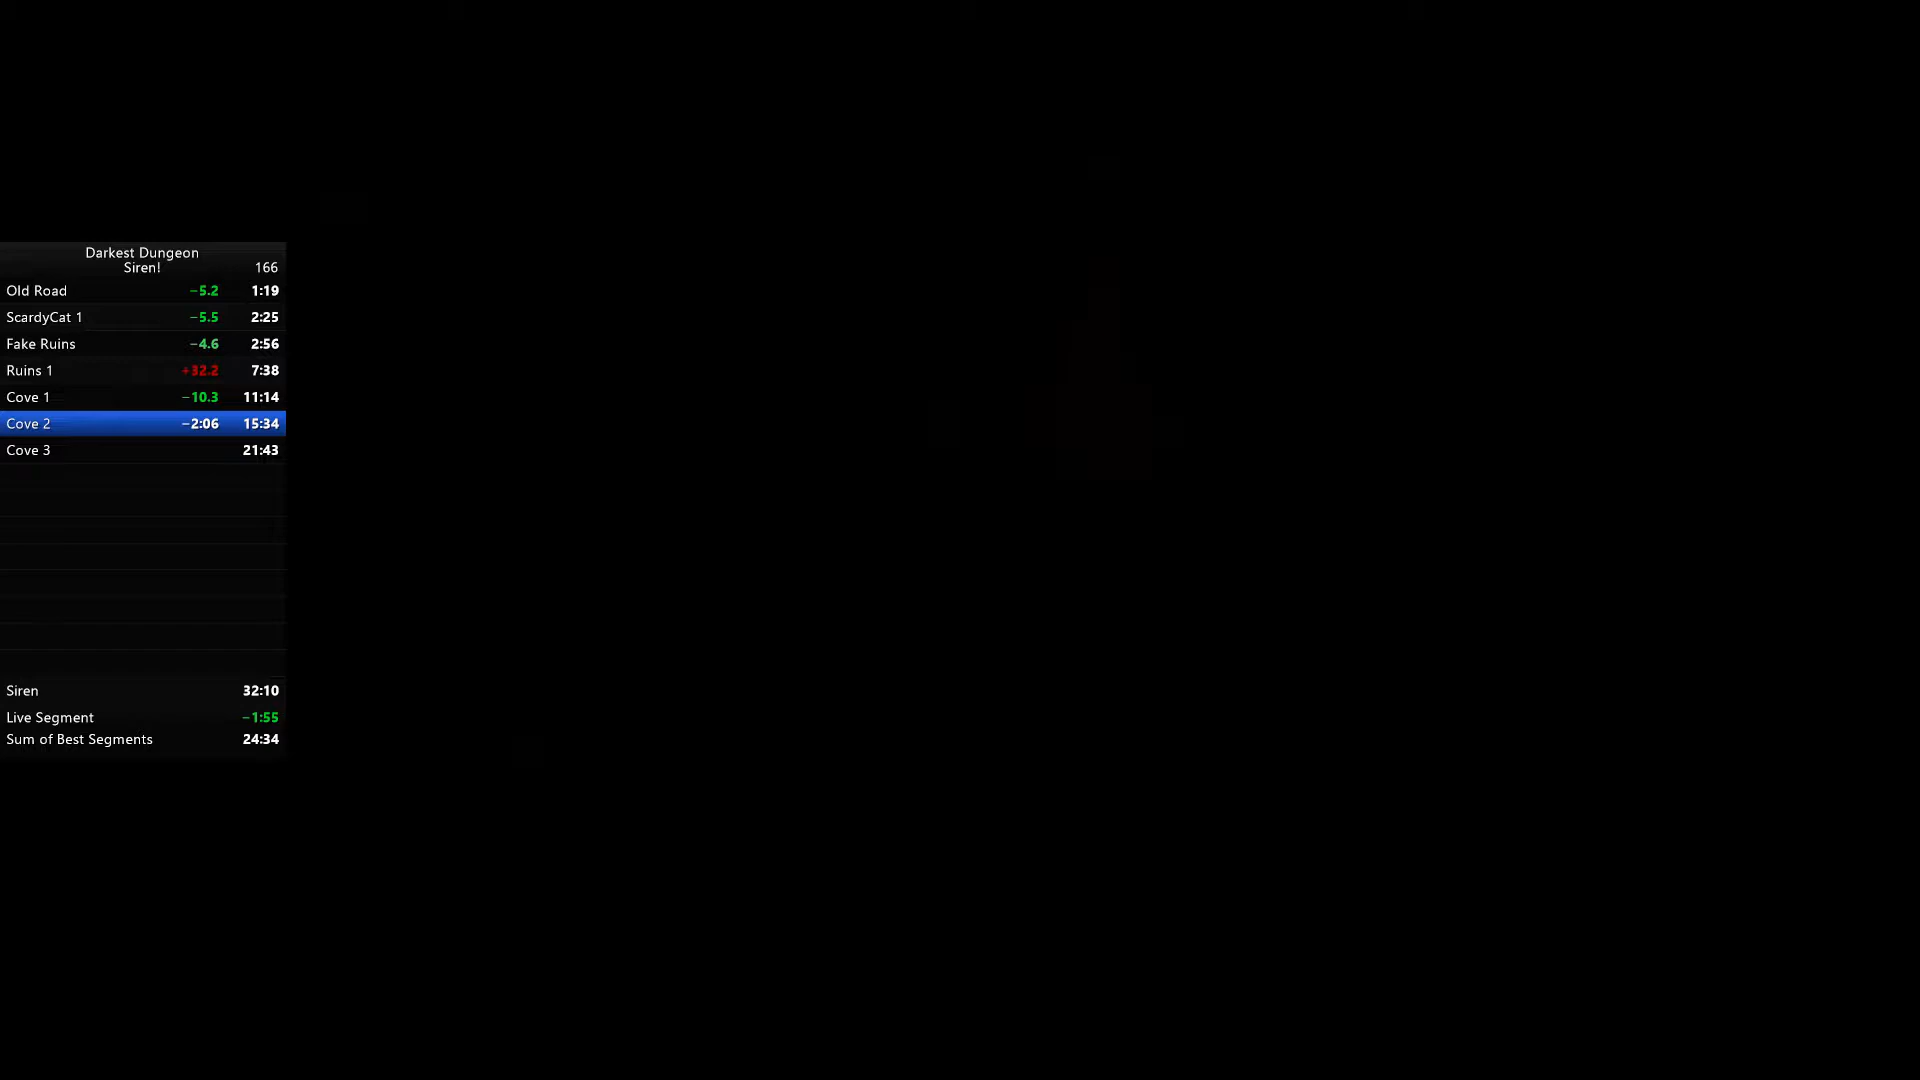 Darkest Dungeon
Siren! 166
Old Road −5.2 1:19
ScardyCat 1 −5.5 2:25
Fake Ruins −4.6 2:56
Ruins 1 +32.2 7:38
Cove 1 −10.3 11:14
Cove 2 −2:06 15:34
Cove 3 21:43
Siren 32:10
Live Segment −1:55
Sum of Best Segments 24:34